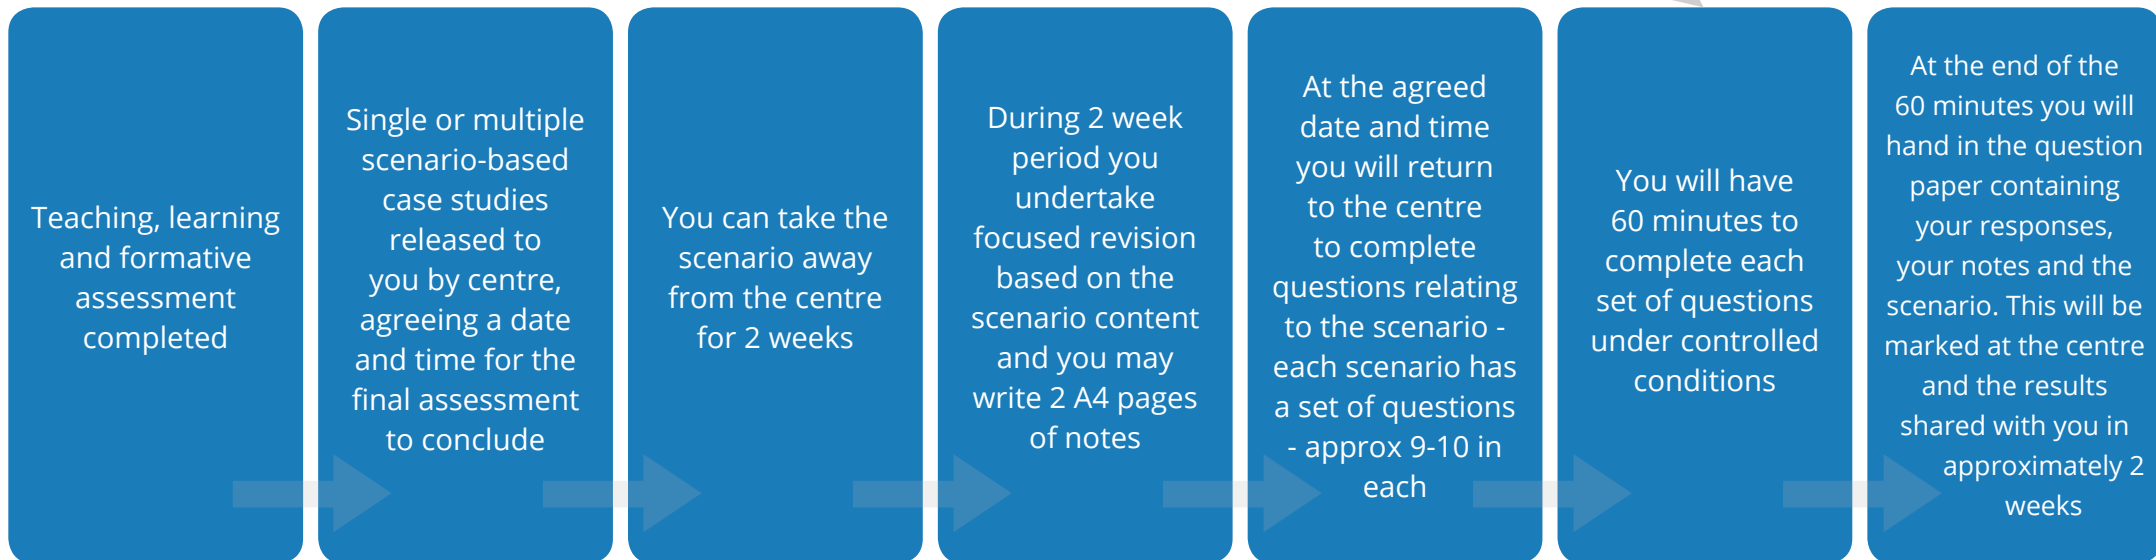 Teaching, learning
and formative
assessment
completed
Single or multiple
scenario-based
case studies
released to
you by centre,
agreeing a date
and time for the
final assessment
to conclude
You can take the
scenario away
from the centre
for 2 weeks
During 2 week
period you
undertake
focused revision
based on the
scenario content
and you may
write 2 A4 pages
of notes
At the agreed
date and time
you will return
to the centre
to complete
questions relating
to the scenario -
each scenario has
a set of questions
- approx 9-10 in
each
You will have
60 minutes to
complete each
set of questions
under controlled
conditions
At the end of the
60 minutes you will
hand in the question
paper containing
your responses,
your notes and the
scenario. This will be
marked at the centre
and the results
shared with you in
approximately 2
weeks